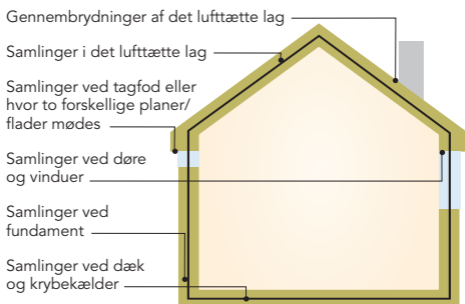 Gennembrydninger af det lufttætte lag
Samlinger i det lufttætte lag
Samlinger ved tagfod eller
hvor to forskellige planer/
flader mødes
Samlinger ved døre
og vinduer
Samlinger ved
fundament
Samlinger ved dæk
og krybekælder